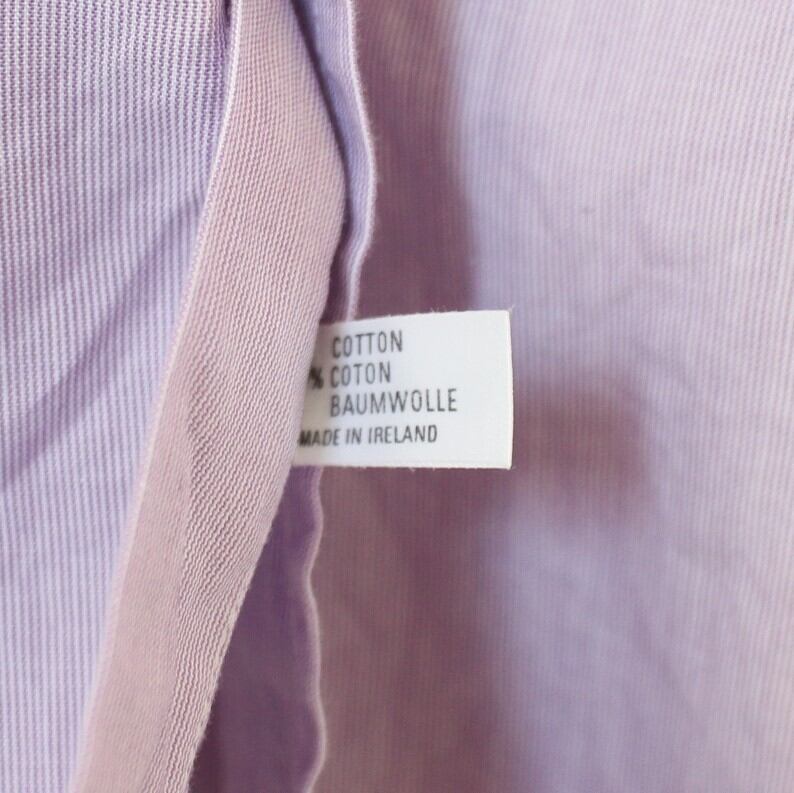 COTTON
% COTON
BAUMWOLLE
MADE IN IRELAND